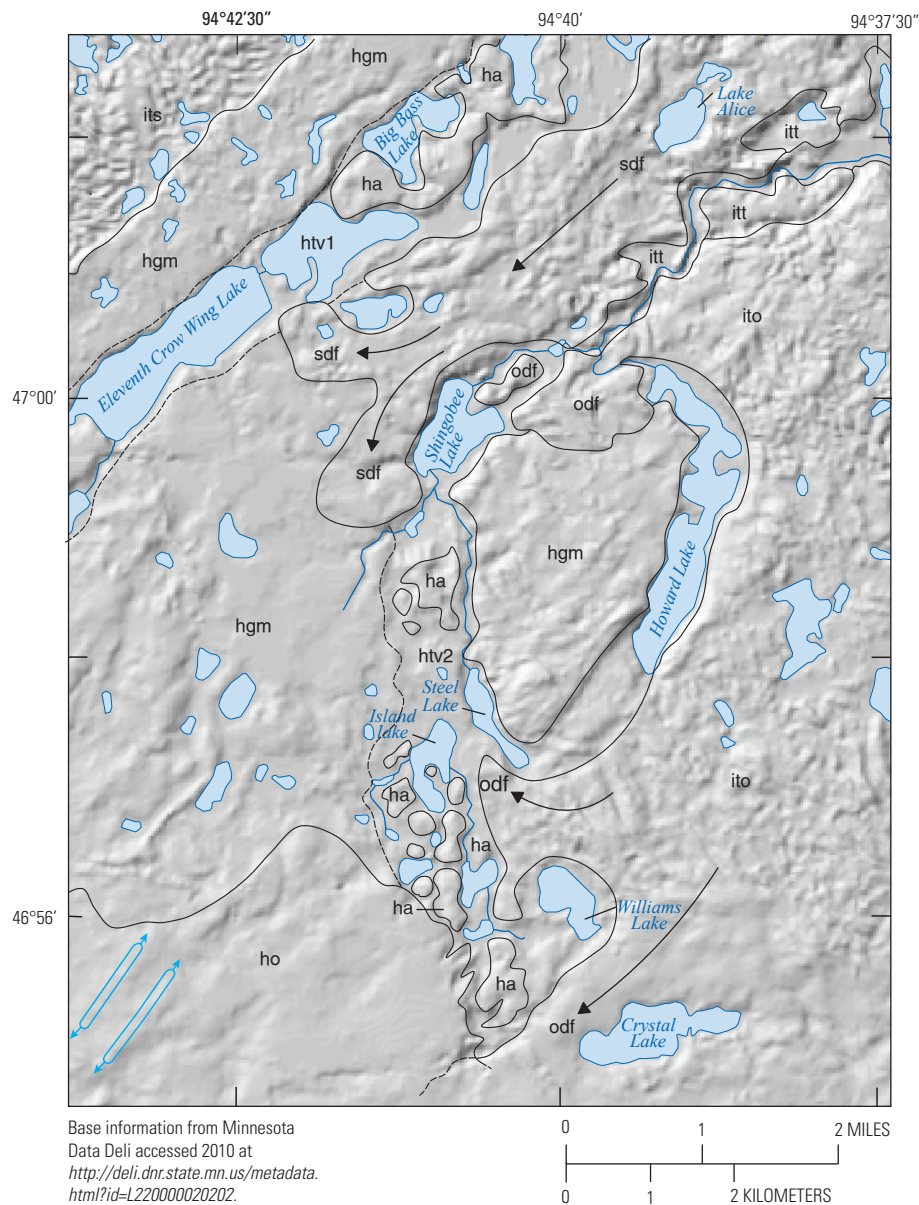 94°42′30″
94°40′
94°37′30″
hgm
ha
its
Big Bass
Lake
Lake
Alice
itt
sdf
ha
itt
htv1
hgm
itt
Eleventh Crow Wing Lake
ito
sdf
odf
47°00′
odf
Shingobee
Lake
sdf
hgm
ha
Howard Lake
hgm
htv2
Steel
Lake
Island
lake
ito
odf
ha
ha
ha
Williams
Lake
46°56′
ho
ha
odf
Crystal
Lake
Base information from Minnesota
Data Deli accessed 2010 at
http://deli.dnr.state.mn.us/metadata.
html?id=L220000020202.
0 1 2 MILES
0 1 2 KILOMETERS